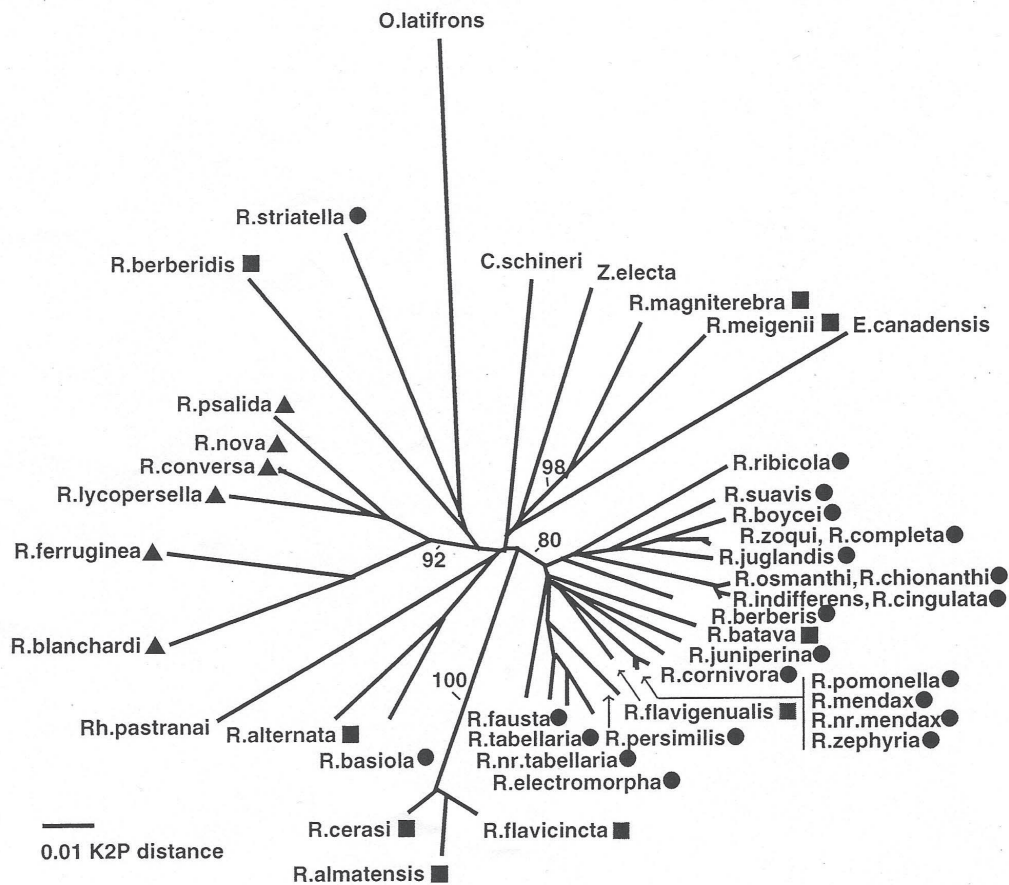 O.latifrons
R.striatella
R.berberidis
C.schineri
Z.electa
R.magniterebra
R.meigenii
E.canadensis
R.psalida
R.nova
R.conversa
R.lycopersella
R.ferruginea
R.blanchardi
98
80
92
100
R.ribicola
R.suavis
R.boycei
R.zoqui, R.completa
R.juglandis
R.osmanthi,R.chionanthi
R.indifferens,R.cingulata
R.berberis
R.batava
R.juniperina
R.cornivora
R.pomonella
R.mendax
R.nr.mendax
R.zephyria
R.flavigenualis
R.persimilis
R.fausta
R.tabellaria
R.nr.tabellaria
R.electromorpha
Rh.pastranai
R.alternata
R.basiola
R.cerasi
R.flavicincta
R.almatensis
0.01 K2P distance